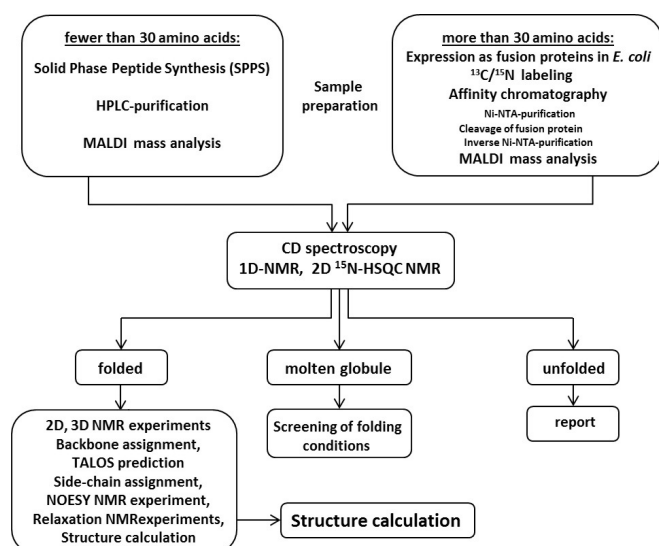 fewer than 30 amino acids:
Solid Phase Peptide Synthesis (SPPS)
HPLC-purification
MALDI mass analysis
Sample
preparation
more than 30 amino acids:
Expression as fusion proteins in E. coli
¹³C/¹⁵N labeling
Affinity chromatography
Ni-NTA-purification
Cleavage of fusion protein
Inverse Ni-NTA-purification
MALDI mass analysis
CD spectroscopy
1D-NMR, 2D ¹⁵N-HSQC NMR
folded
molten globule
unfolded
2D, 3D NMR experiments
Backbone assignment,
TALOS prediction
Side-chain assignment,
NOESY NMR experiment,
Relaxation NMRexperiments,
Structure calculation
Screening of folding
conditions
report
Structure calculation